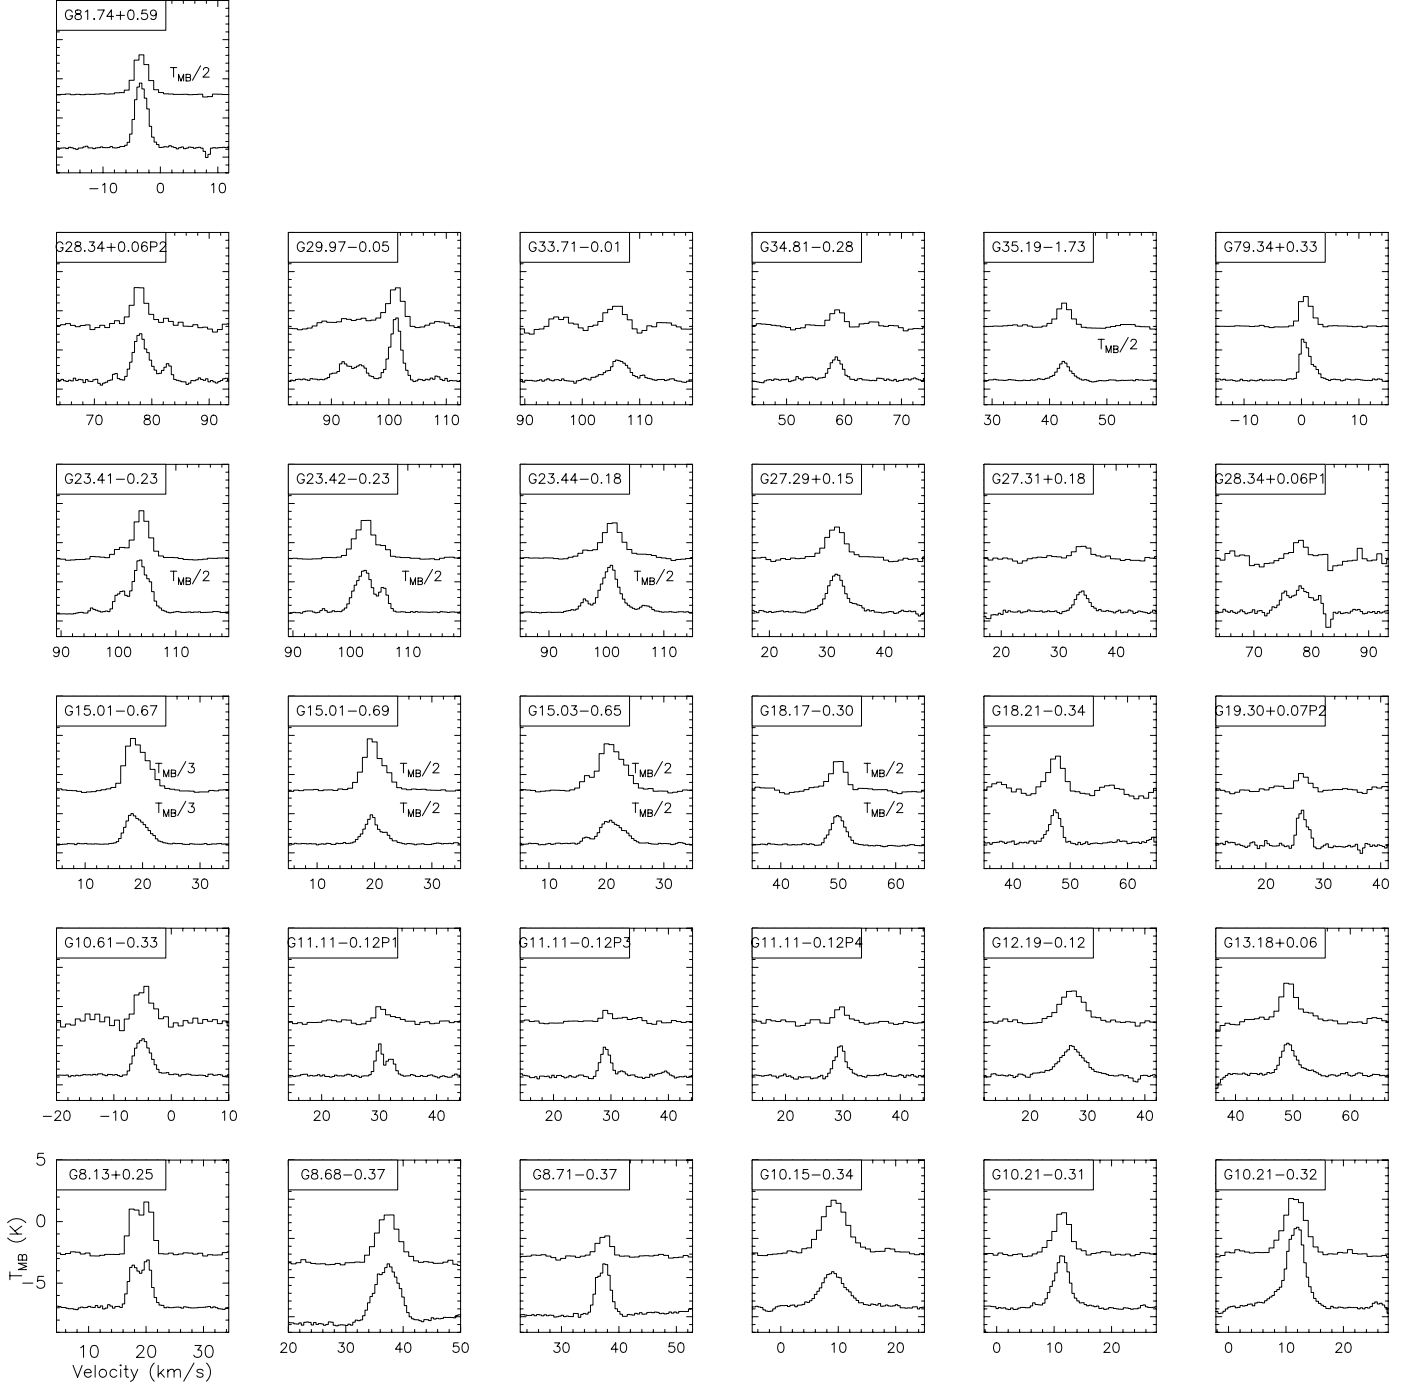 G81.74+0.59
T_MB/2
−10 0 10
G28.34+0.06P2 G29.97−0.05 G33.71−0.01 G34.81−0.28 G35.19−1.73 G79.34+0.33
T_MB/2
70 80 90 90 100 110 90 100 110 50 60 70 30 40 50 −10 0 10
G23.41−0.23 G23.42−0.23 G23.44−0.18 G27.29+0.15 G27.31+0.18 G28.34+0.06P1
T_MB/2 T_MB/2 T_MB/2
90 100 110 90 100 110 90 100 110 20 30 40 20 30 40 70 80 90
G15.01−0.67 G15.01−0.69 G15.03−0.65 G18.17−0.30 G18.21−0.34 G19.30+0.07P2
T_MB/3 T_MB/2 T_MB/2 T_MB/2
T_MB/3 T_MB/2 T_MB/2 T_MB/2
10 20 30 10 20 30 10 20 30 40 50 60 40 50 60 20 30 40
G10.61−0.33 G11.11−0.12P1 G11.11−0.12P3 G11.11−0.12P4 G12.19−0.12 G13.18+0.06
−20 −10 0 10 20 30 40 20 30 40 20 30 40 20 30 40 40 50 60
5
G8.13+0.25 G8.68−0.37 G8.71−0.37 G10.15−0.34 G10.21−0.31 G10.21−0.32
0
−5
T_MB (K)
10 20 30 20 30 40 50 30 40 50 0 10 20 0 10 20 0 10 20
Velocity (km/s)